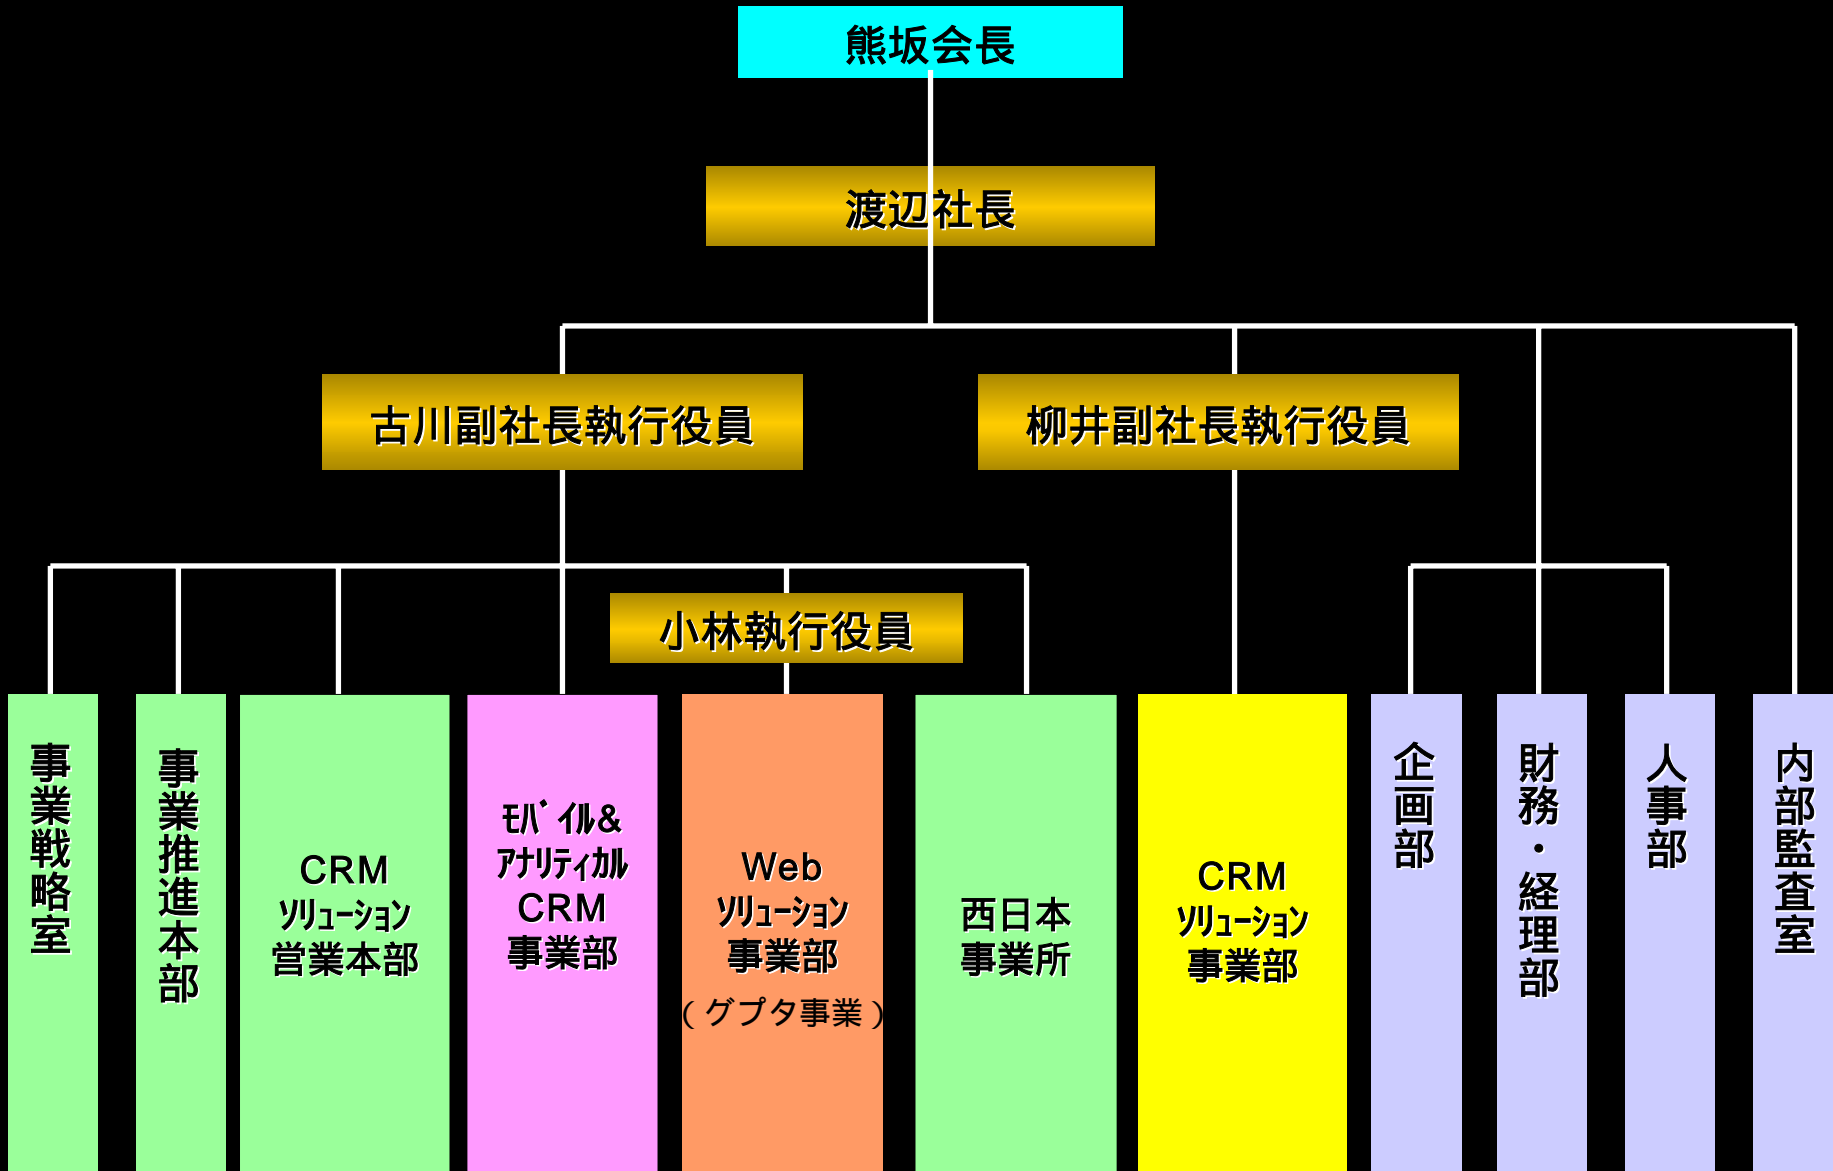 熊坂会長
渡辺社長
古川副社長執行役員
柳井副社長執行役員
小林執行役員
事業戦略室
事業推進本部
CRM
ｿﾘｭｰｼｮﾝ
営業本部
ﾓﾊﾞｲﾙ&
ｱﾅﾘﾃｨｶﾙ
CRM
事業部
Web
ｿﾘｭｰｼｮﾝ
事業部
（グプタ事業）
西日本
事業所
CRM
ｿﾘｭｰｼｮﾝ
事業部
企画部
財務・経理部
人事部
内部監査室